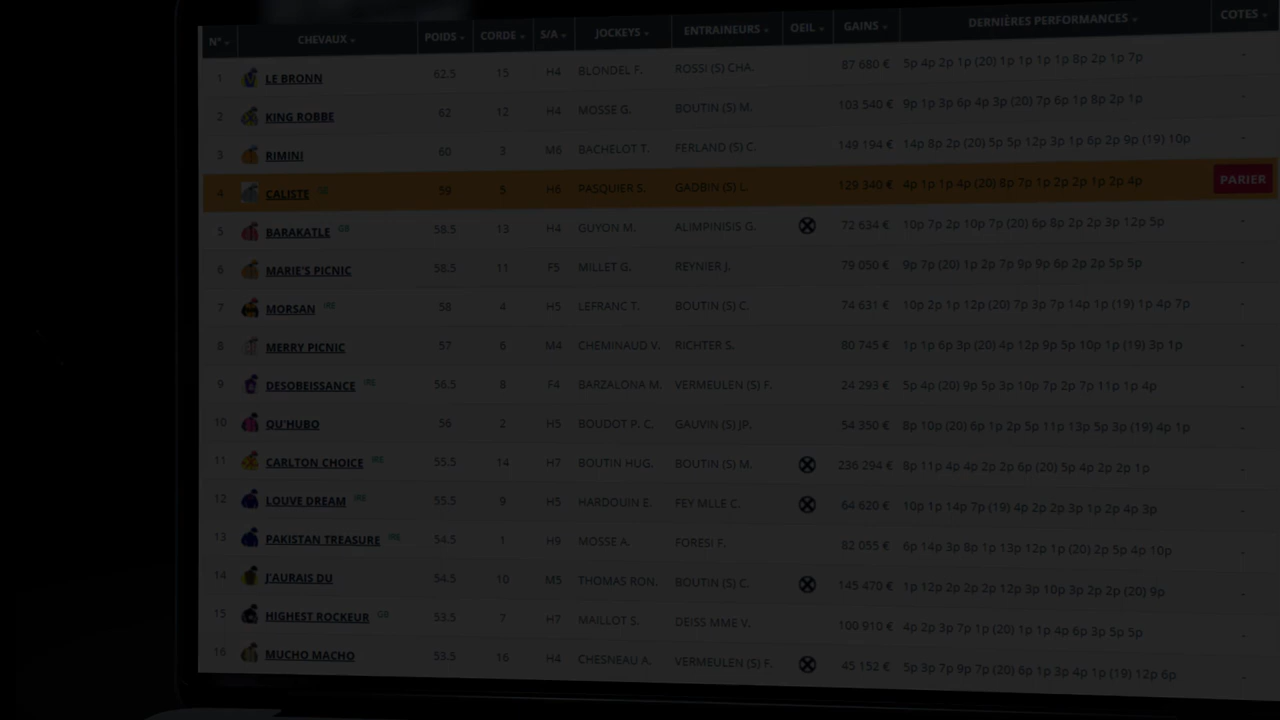 N° CHEVAUX POIDS CORDE S/A JOCKEYS ENTRAINEURS OEIL GAINS DERNIÈRES PERFORMANCES COTES
1 LE BRONN 62.5 15 H4 BLONDEL F. ROSSI (S) CHA. 87 680 € 5p 4p 2p 1p (20) 1p 1p 1p 1p 8p 2p 1p 7p -
2 KING ROBBE 62 12 H4 MOSSE G. BOUTIN (S) M. 103 540 € 9p 1p 3p 6p 4p 3p (20) 7p 6p 1p 8p 2p 1p -
3 RIMINI 60 3 M6 BACHELOT T. FERLAND (S) C. 149 194 € 14p 8p 2p (20) 5p 5p 12p 3p 1p 6p 2p 9p (19) 10p -
4 CALISTE GE 59 5 H6 PASQUIER S. GADBIN (S) L. 129 340 € 4p 1p 1p 4p (20) 8p 7p 1p 2p 2p 1p 2p 4p PARIER
5 BARAKATLE GB 58.5 13 H4 GUYON M. ALIMPINISIS G. 72 634 € 10p 7p 2p 10p 7p (20) 6p 8p 2p 2p 3p 12p 5p -
6 MARIE'S PICNIC 58.5 11 F5 MILLET G. REYNIER J. 79 050 € 9p 7p (20) 1p 2p 7p 9p 9p 6p 2p 2p 5p 5p -
7 MORSAN IRE 58 4 H5 LEFRANC T. BOUTIN (S) C. 74 631 € 10p 2p 1p 12p (20) 7p 3p 7p 14p 1p (19) 1p 4p 7p -
8 MERRY PICNIC 57 6 M4 CHEMINAUD V. RICHTER S. 80 745 € 1p 1p 6p 3p (20) 4p 12p 9p 5p 10p 1p (19) 3p 1p -
9 DESOBEISSANCE IRE 56.5 8 F4 BARZALONA M. VERMEULEN (S) F. 24 293 € 5p 4p (20) 9p 5p 3p 10p 7p 2p 7p 11p 1p 4p -
10 QU'HUBO 56 2 H5 BOUDOT P. C. GAUVIN (S) JP. 54 350 € 8p 10p (20) 6p 1p 2p 5p 11p 13p 5p 3p (19) 4p 1p -
11 CARLTON CHOICE IRE 55.5 14 H7 BOUTIN HUG. BOUTIN (S) M. 236 294 € 8p 11p 4p 4p 2p 2p 6p (20) 5p 4p 2p 2p 1p -
12 LOUVE DREAM IRE 55.5 9 H5 HARDOUIN E. FEY MLLE C. 64 620 € 10p 1p 14p 7p (19) 4p 2p 2p 3p 1p 2p 4p 3p -
13 PAKISTAN TREASURE IRE 54.5 1 H9 MOSSE A. FORESI F. 82 055 € 6p 14p 3p 8p 1p 13p 12p 1p (20) 2p 5p 4p 10p -
14 J'AURAIS DU 54.5 10 M5 THOMAS RON. BOUTIN (S) C. 145 470 € 1p 12p 2p 2p 2p 12p 3p 10p 3p 2p 2p (20) 9p -
15 HIGHEST ROCKEUR GB 53.5 7 H7 MAILLOT S. DEISS MME V. 100 910 € 4p 2p 3p 7p 1p (20) 1p 1p 4p 6p 3p 5p 5p -
16 MUCHO MACHO 53.5 16 H4 CHESNEAU A. VERMEULEN (S) F. 45 152 € 5p 3p 7p 9p 7p (20) 6p 1p 3p 4p 1p (19) 12p 6p -